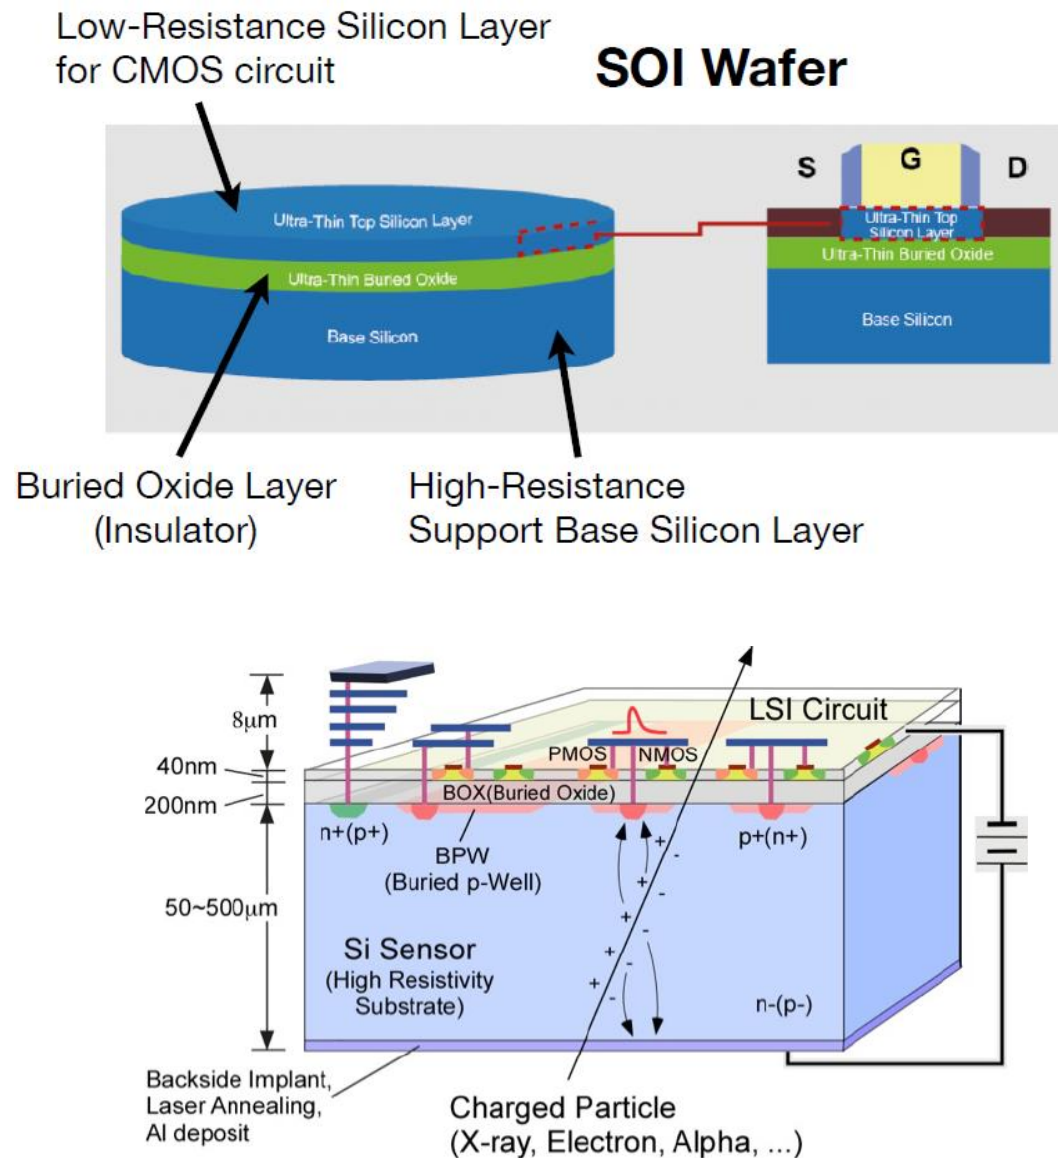 Low-Resistance Silicon Layer
for CMOS circuit
SOI Wafer
S
G
D
Ultra-Thin Top Silicon Layer
Ultra-Thin Buried Oxide
Base Silicon
Ultra-Thin Top
Silicon Layer
Ultra-Thin Buried Oxide
Base Silicon
Buried Oxide Layer
(Insulator)
High-Resistance
Support Base Silicon Layer
8μm
40nm
200nm
50~500μm
LSI Circuit
PMOS
NMOS
BOX(Buried Oxide)
n+(p+)
BPW
(Buried p-Well)
p+(n+)
+ -
+ -
+ -
+ -
+ -
Si Sensor
(High Resistivity
Substrate)
n-(p-)
Backside Implant,
Laser Annealing,
Al deposit
Charged Particle
(X-ray, Electron, Alpha, ...)